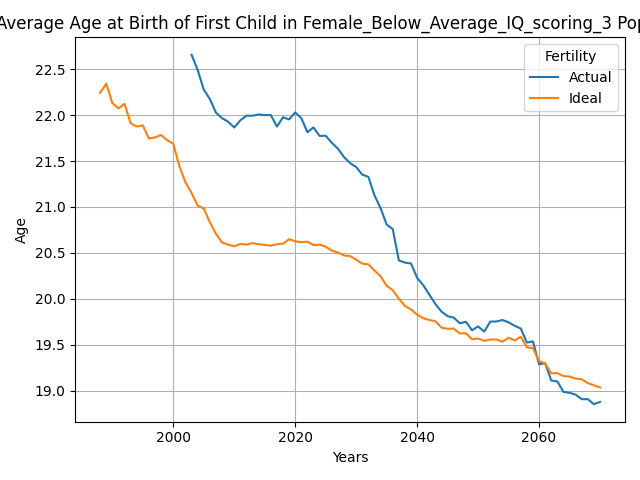 Average Age at Birth of First Child in Female_Below_Average_IQ_scoring_3
Fertility
Actual
Ideal
22.5
22.0
21.5
21.0
20.5
20.0
19.5
19.0
Age
2000 2020 2040 2060
Years